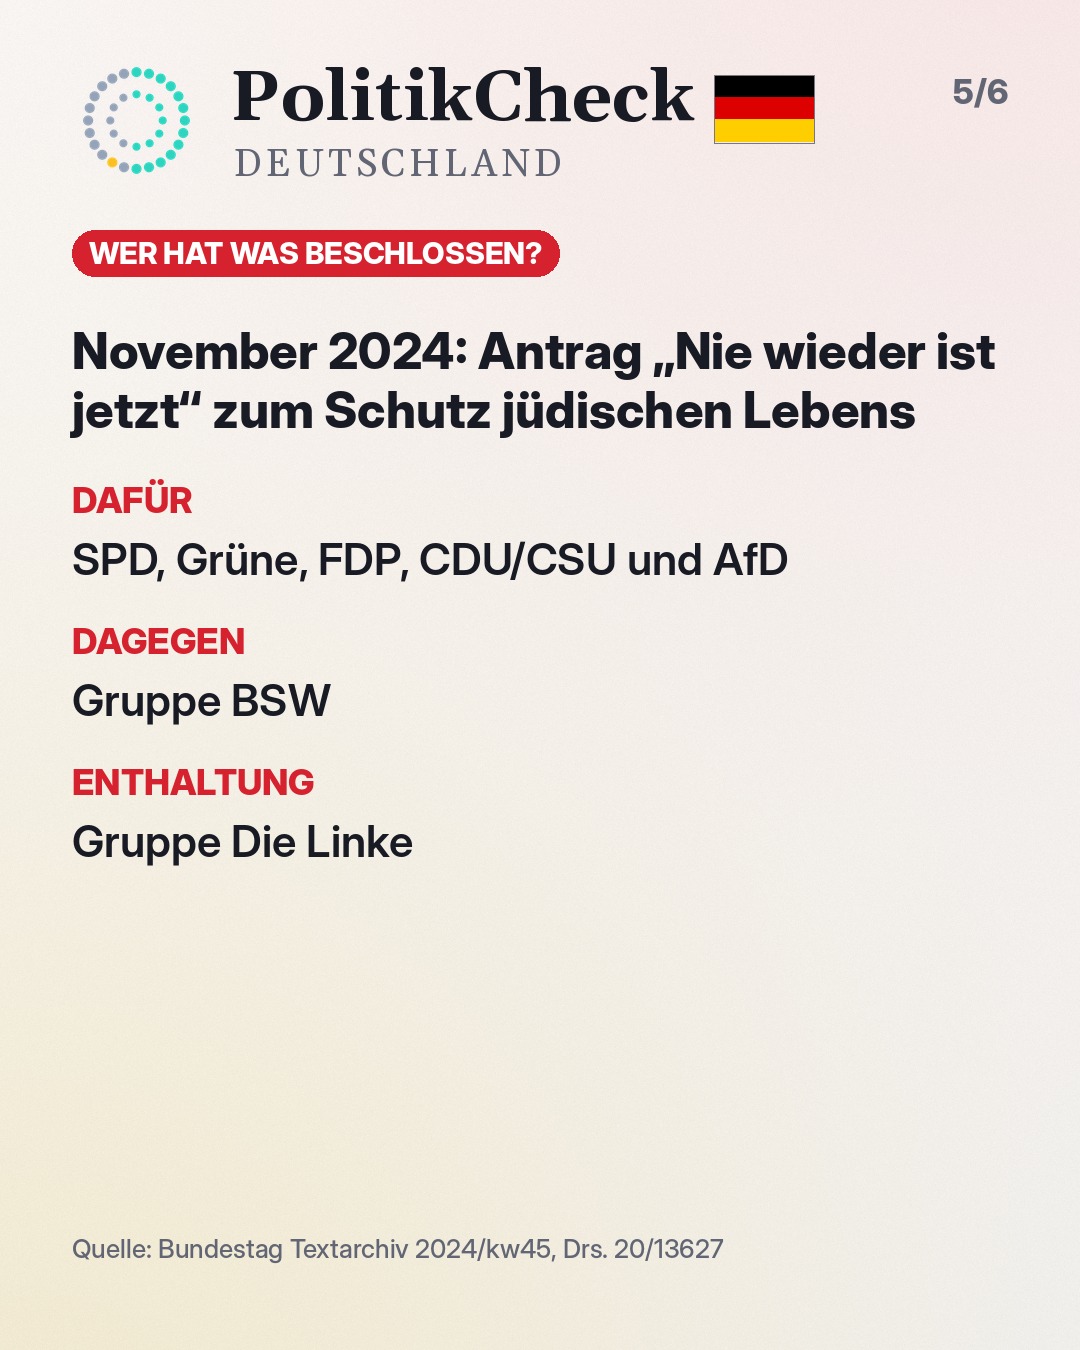 PolitikCheck
DEUTSCHLAND
5/6
WER HAT WAS BESCHLOSSEN?
November 2024: Antrag „Nie wieder ist
jetzt“ zum Schutz jüdischen Lebens
DAFÜR
SPD, Grüne, FDP, CDU/CSU und AfD
DAGEGEN
Gruppe BSW
ENTHALTUNG
Gruppe Die Linke
Quelle: Bundestag Textarchiv 2024/kw45, Drs. 20/13627